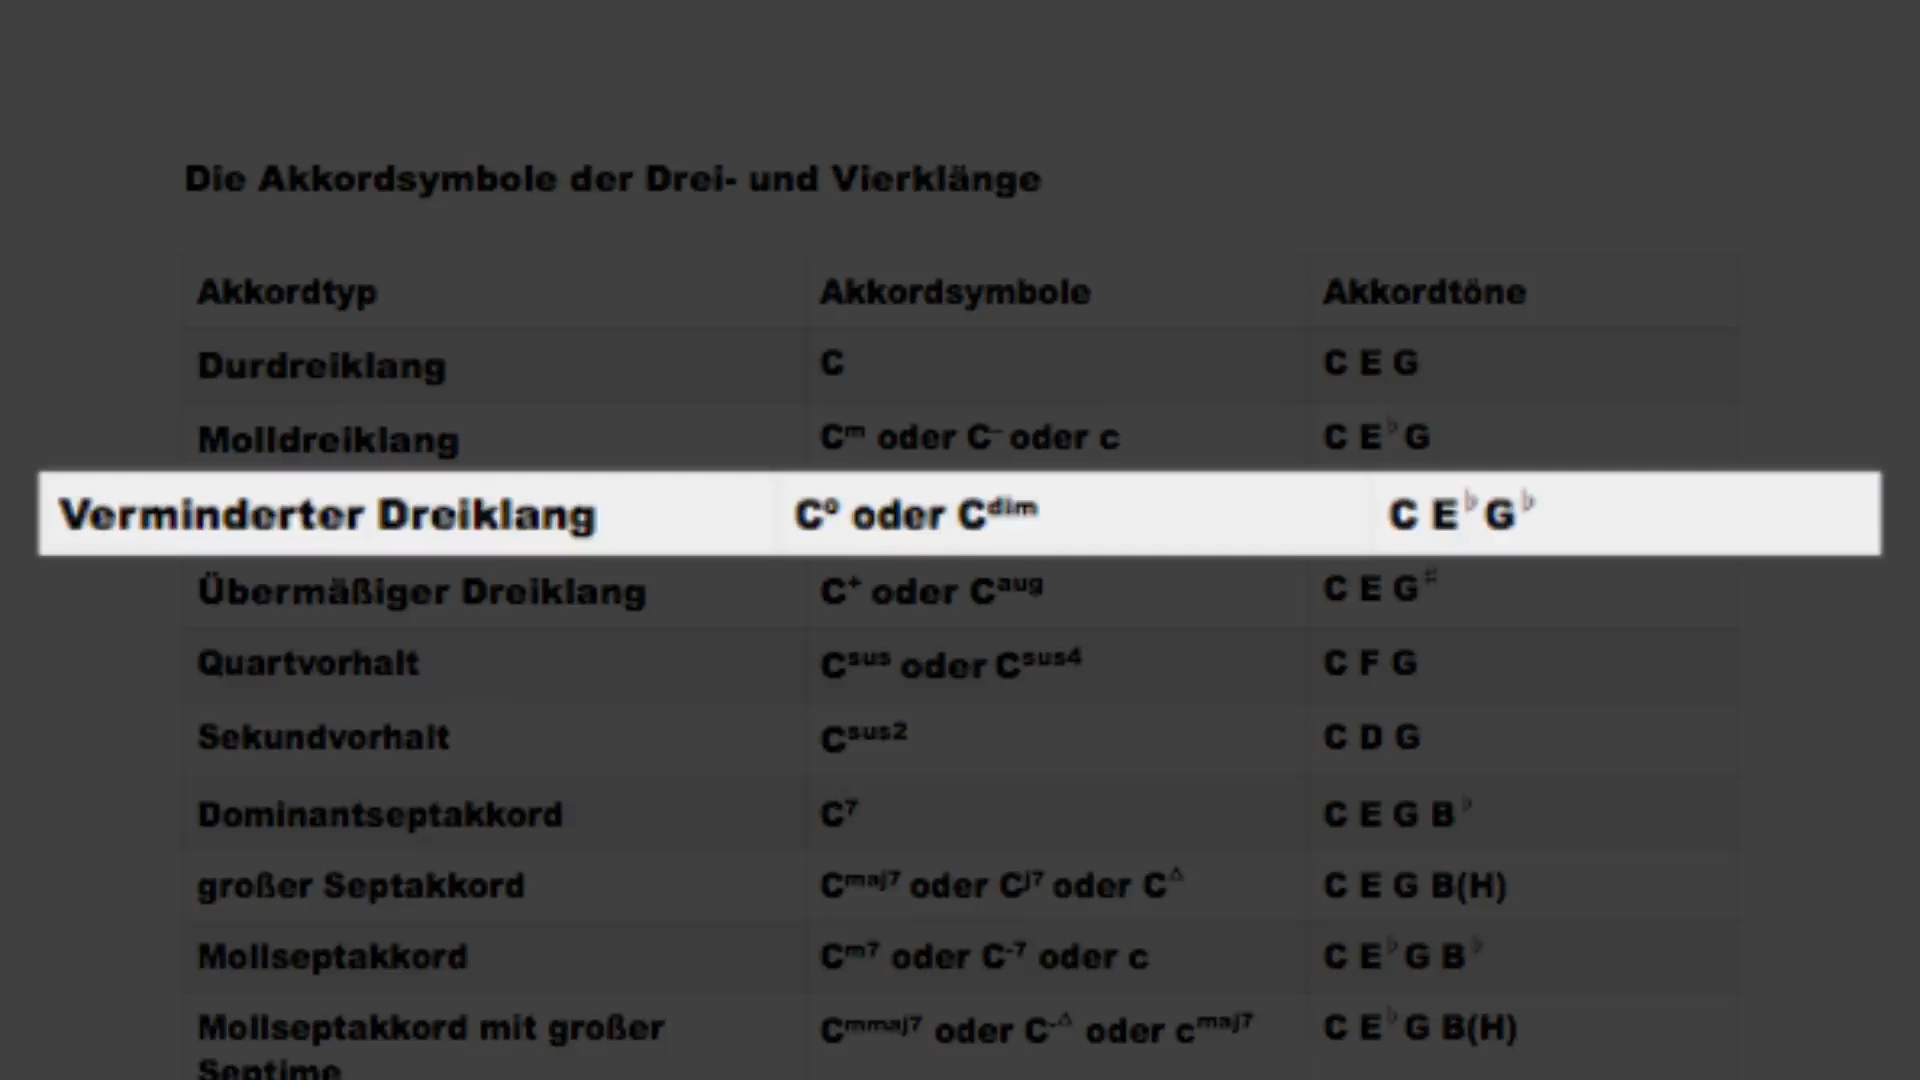 Die Akkordsymbole der Drei- und Vierklänge
Akkordtyp Akkordsymbole Akkordtöne
Durdreiklang C C E G
Molldreiklang Cᵐ oder C⁻ oder c C E♭ G
Verminderter Dreiklang C⁰ oder Cᵈⁱᵐ C E♭ G♭
Übermäßiger Dreiklang C⁺ oder Cᵃᵘᵍ C E G♯
Quartvorhalt Cˢᵘˢ oder Cˢᵘˢ⁴ C F G
Sekundvorhalt Cˢᵘˢ² C D G
Dominantseptakkord C⁷ C E G B♭
großer Septakkord Cᵐᵃʲ⁷ oder Cʲ⁷ oder C△ C E G B(H)
Mollseptakkord Cᵐ⁷ oder C⁻⁷ oder c C E♭ G B♭
Mollseptakkord mit großer Cᵐᵐᵃʲ⁷ oder C⁻△ oder cᵐᵃʲ⁷ C E♭ G B(H)
Septime